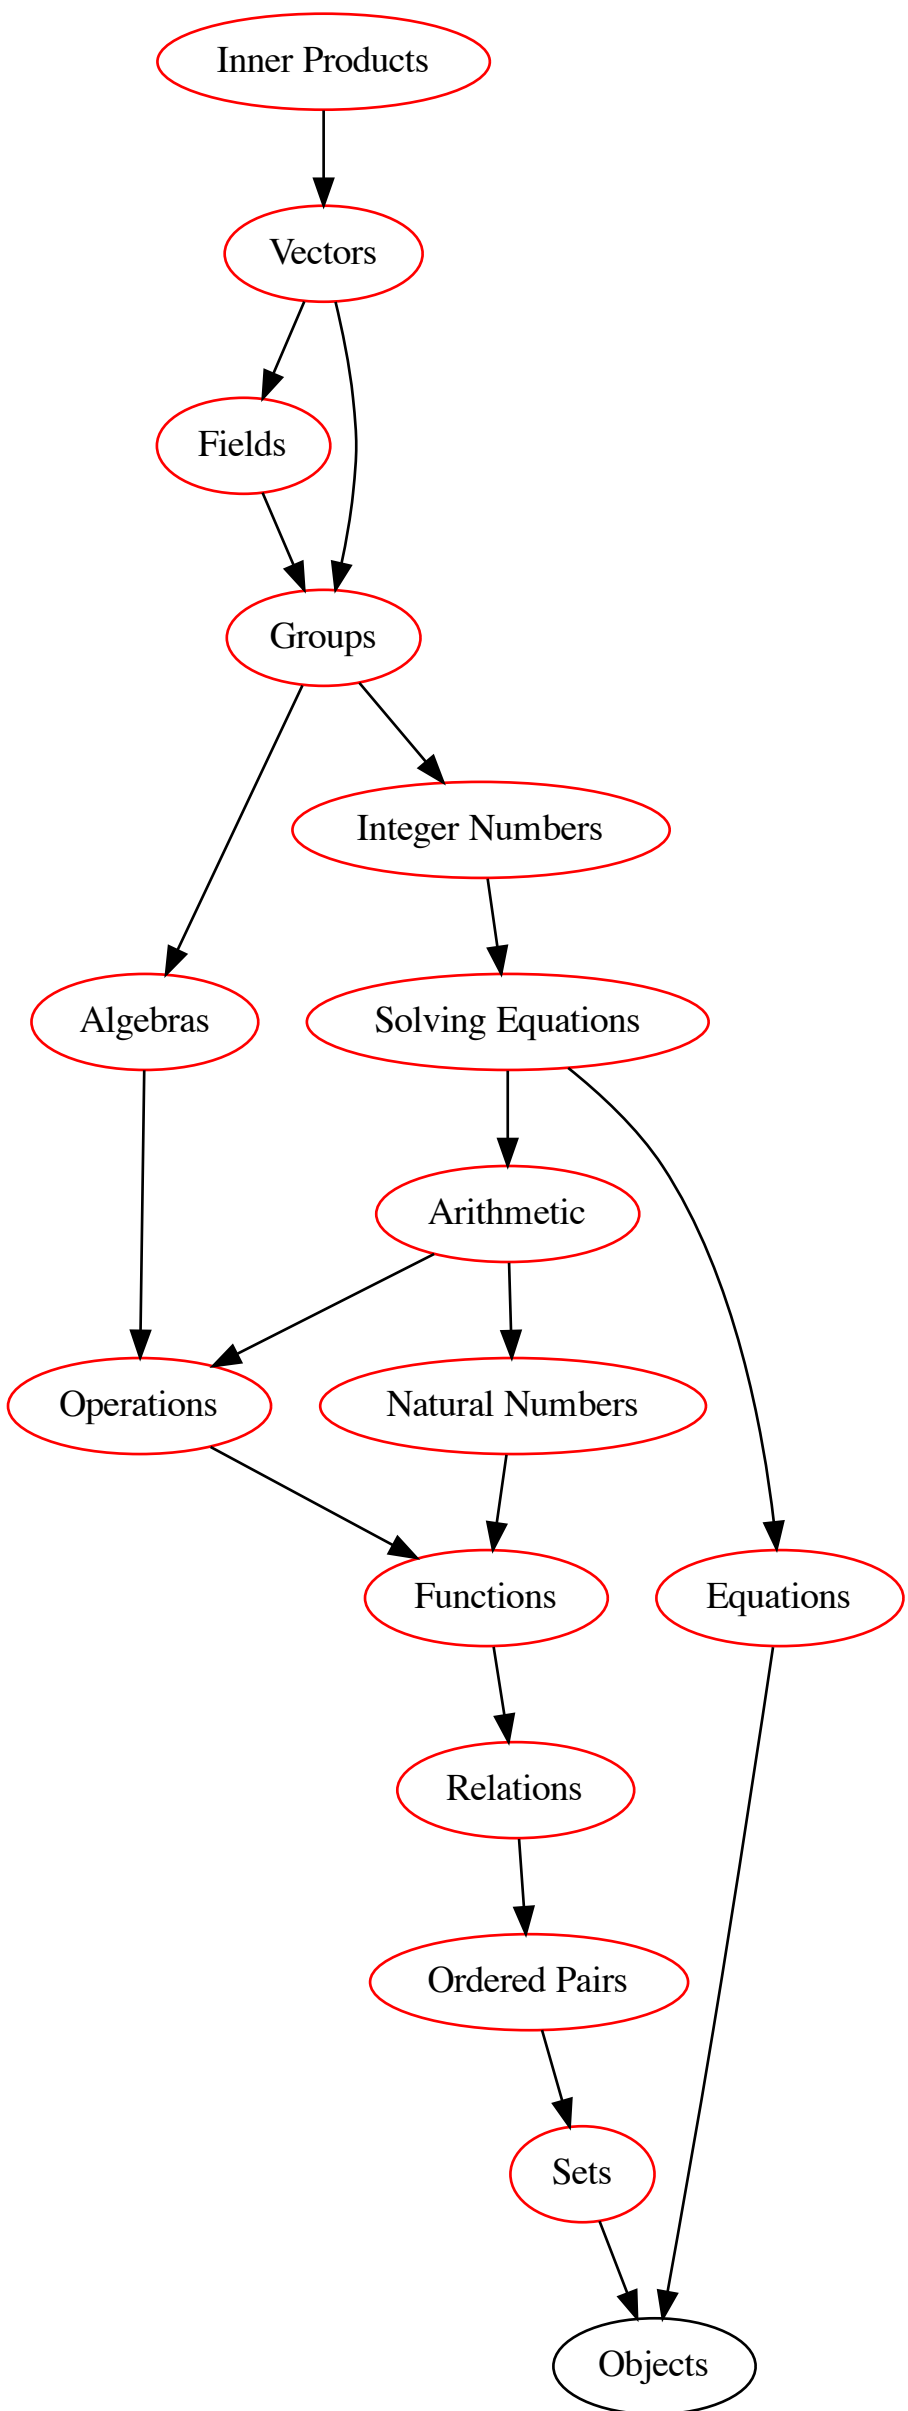 Inner Products
Vectors
Fields
Groups
Integer Numbers
Algebras
Solving Equations
Arithmetic
Operations
Natural Numbers
Functions
Equations
Relations
Ordered Pairs
Sets
Objects